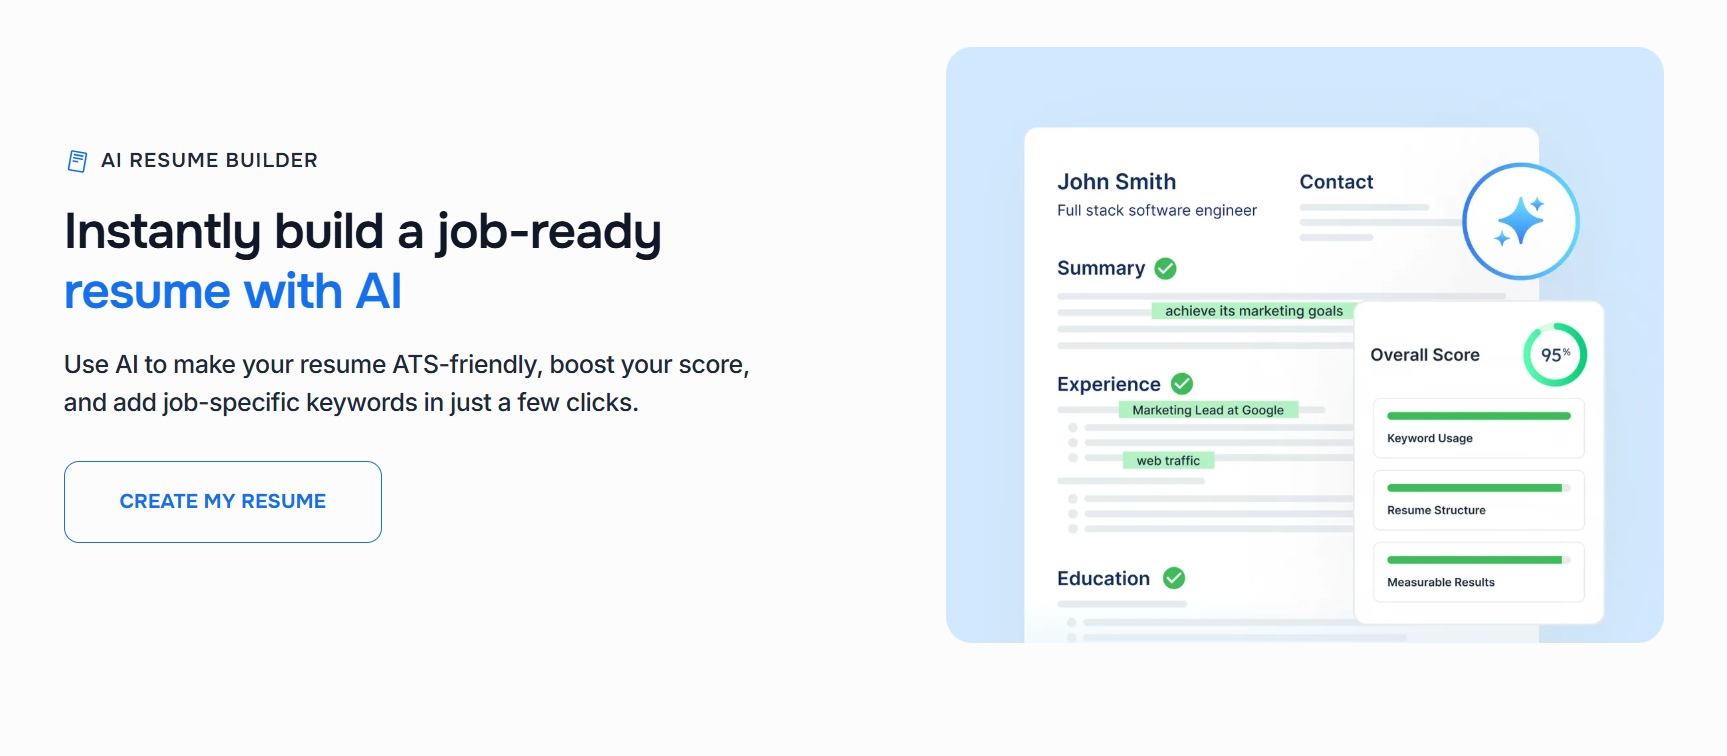 AI RESUME BUILDER
Instantly build a job-ready
resume with AI
Use AI to make your resume ATS-friendly, boost your score,
and add job-specific keywords in just a few clicks.
CREATE MY RESUME
John Smith
Full stack software engineer
Contact
Summary
achieve its marketing goals
Experience
Marketing Lead at Google
web traffic
Education
Overall Score
95%
Keyword Usage
Resume Structure
Measurable Results